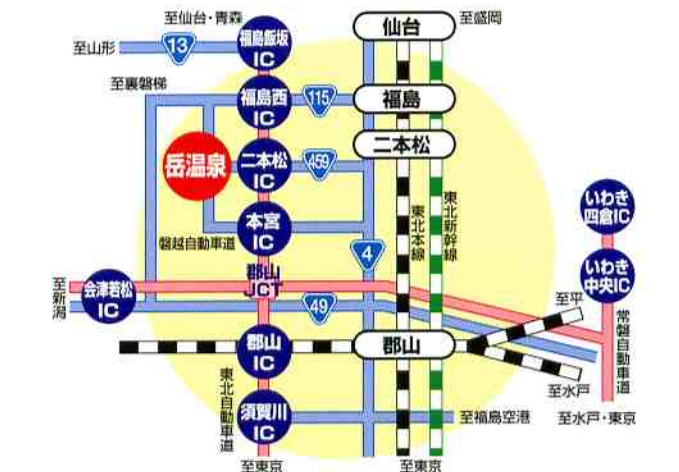 至仙台・青森
至山形
13
福島飯坂
IC
仙台
至盛岡
至裏磐梯
福島西
IC
115
福島
岳温泉
二本松
IC
459
二本松
本宮
IC
磐越自動車道
東北本線
東北新幹線
いわき
四倉IC
4
郡山
JCT
いわき
中央IC
至新潟
会津若松
IC
49
至平
常磐自動車道
郡山
IC
郡山
東北自動車道
至水戸
須賀川
IC
至福島空港
至水戸・東京
至東京
至東京